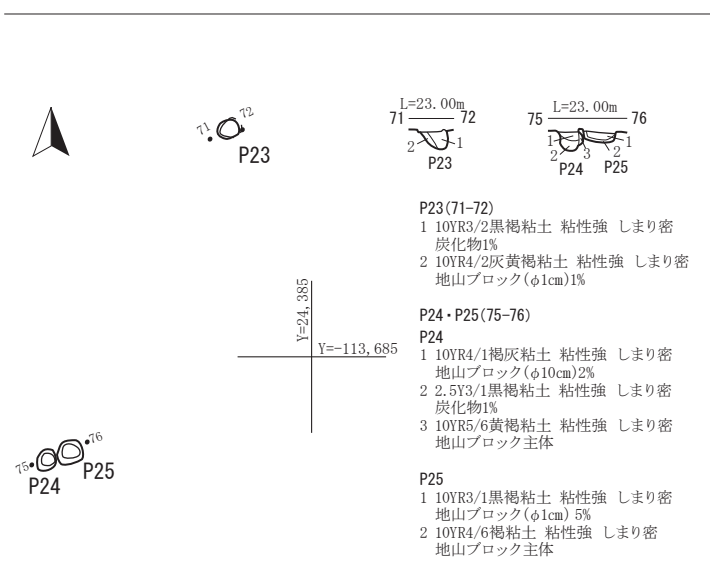 71
72
P23
L=23.00m
71
72
2
1
P23
L=23.00m
75
76
1
2
3
1
2
P24
P25
P23(71-72)
1 10YR3/2黒褐粘土 粘性強 しまり密
炭化物1%
2 10YR4/2灰黄褐粘土 粘性強 しまり密
地山ブロック(φ1cm)1%
Y=24,385
Y=-113,685
P24・P25(75-76)
P24
1 10YR4/1褐灰粘土 粘性強 しまり密
地山ブロック(φ10cm)2%
2 2.5Y3/1黒褐粘土 粘性強 しまり密
炭化物1%
3 10YR5/6黄褐粘土 粘性強 しまり密
地山ブロック主体
75
76
P24
P25
P25
1 10YR3/1黒褐粘土 粘性強 しまり密
地山ブロック(φ1cm) 5%
2 10YR4/6褐粘土 粘性強 しまり密
地山ブロック主体